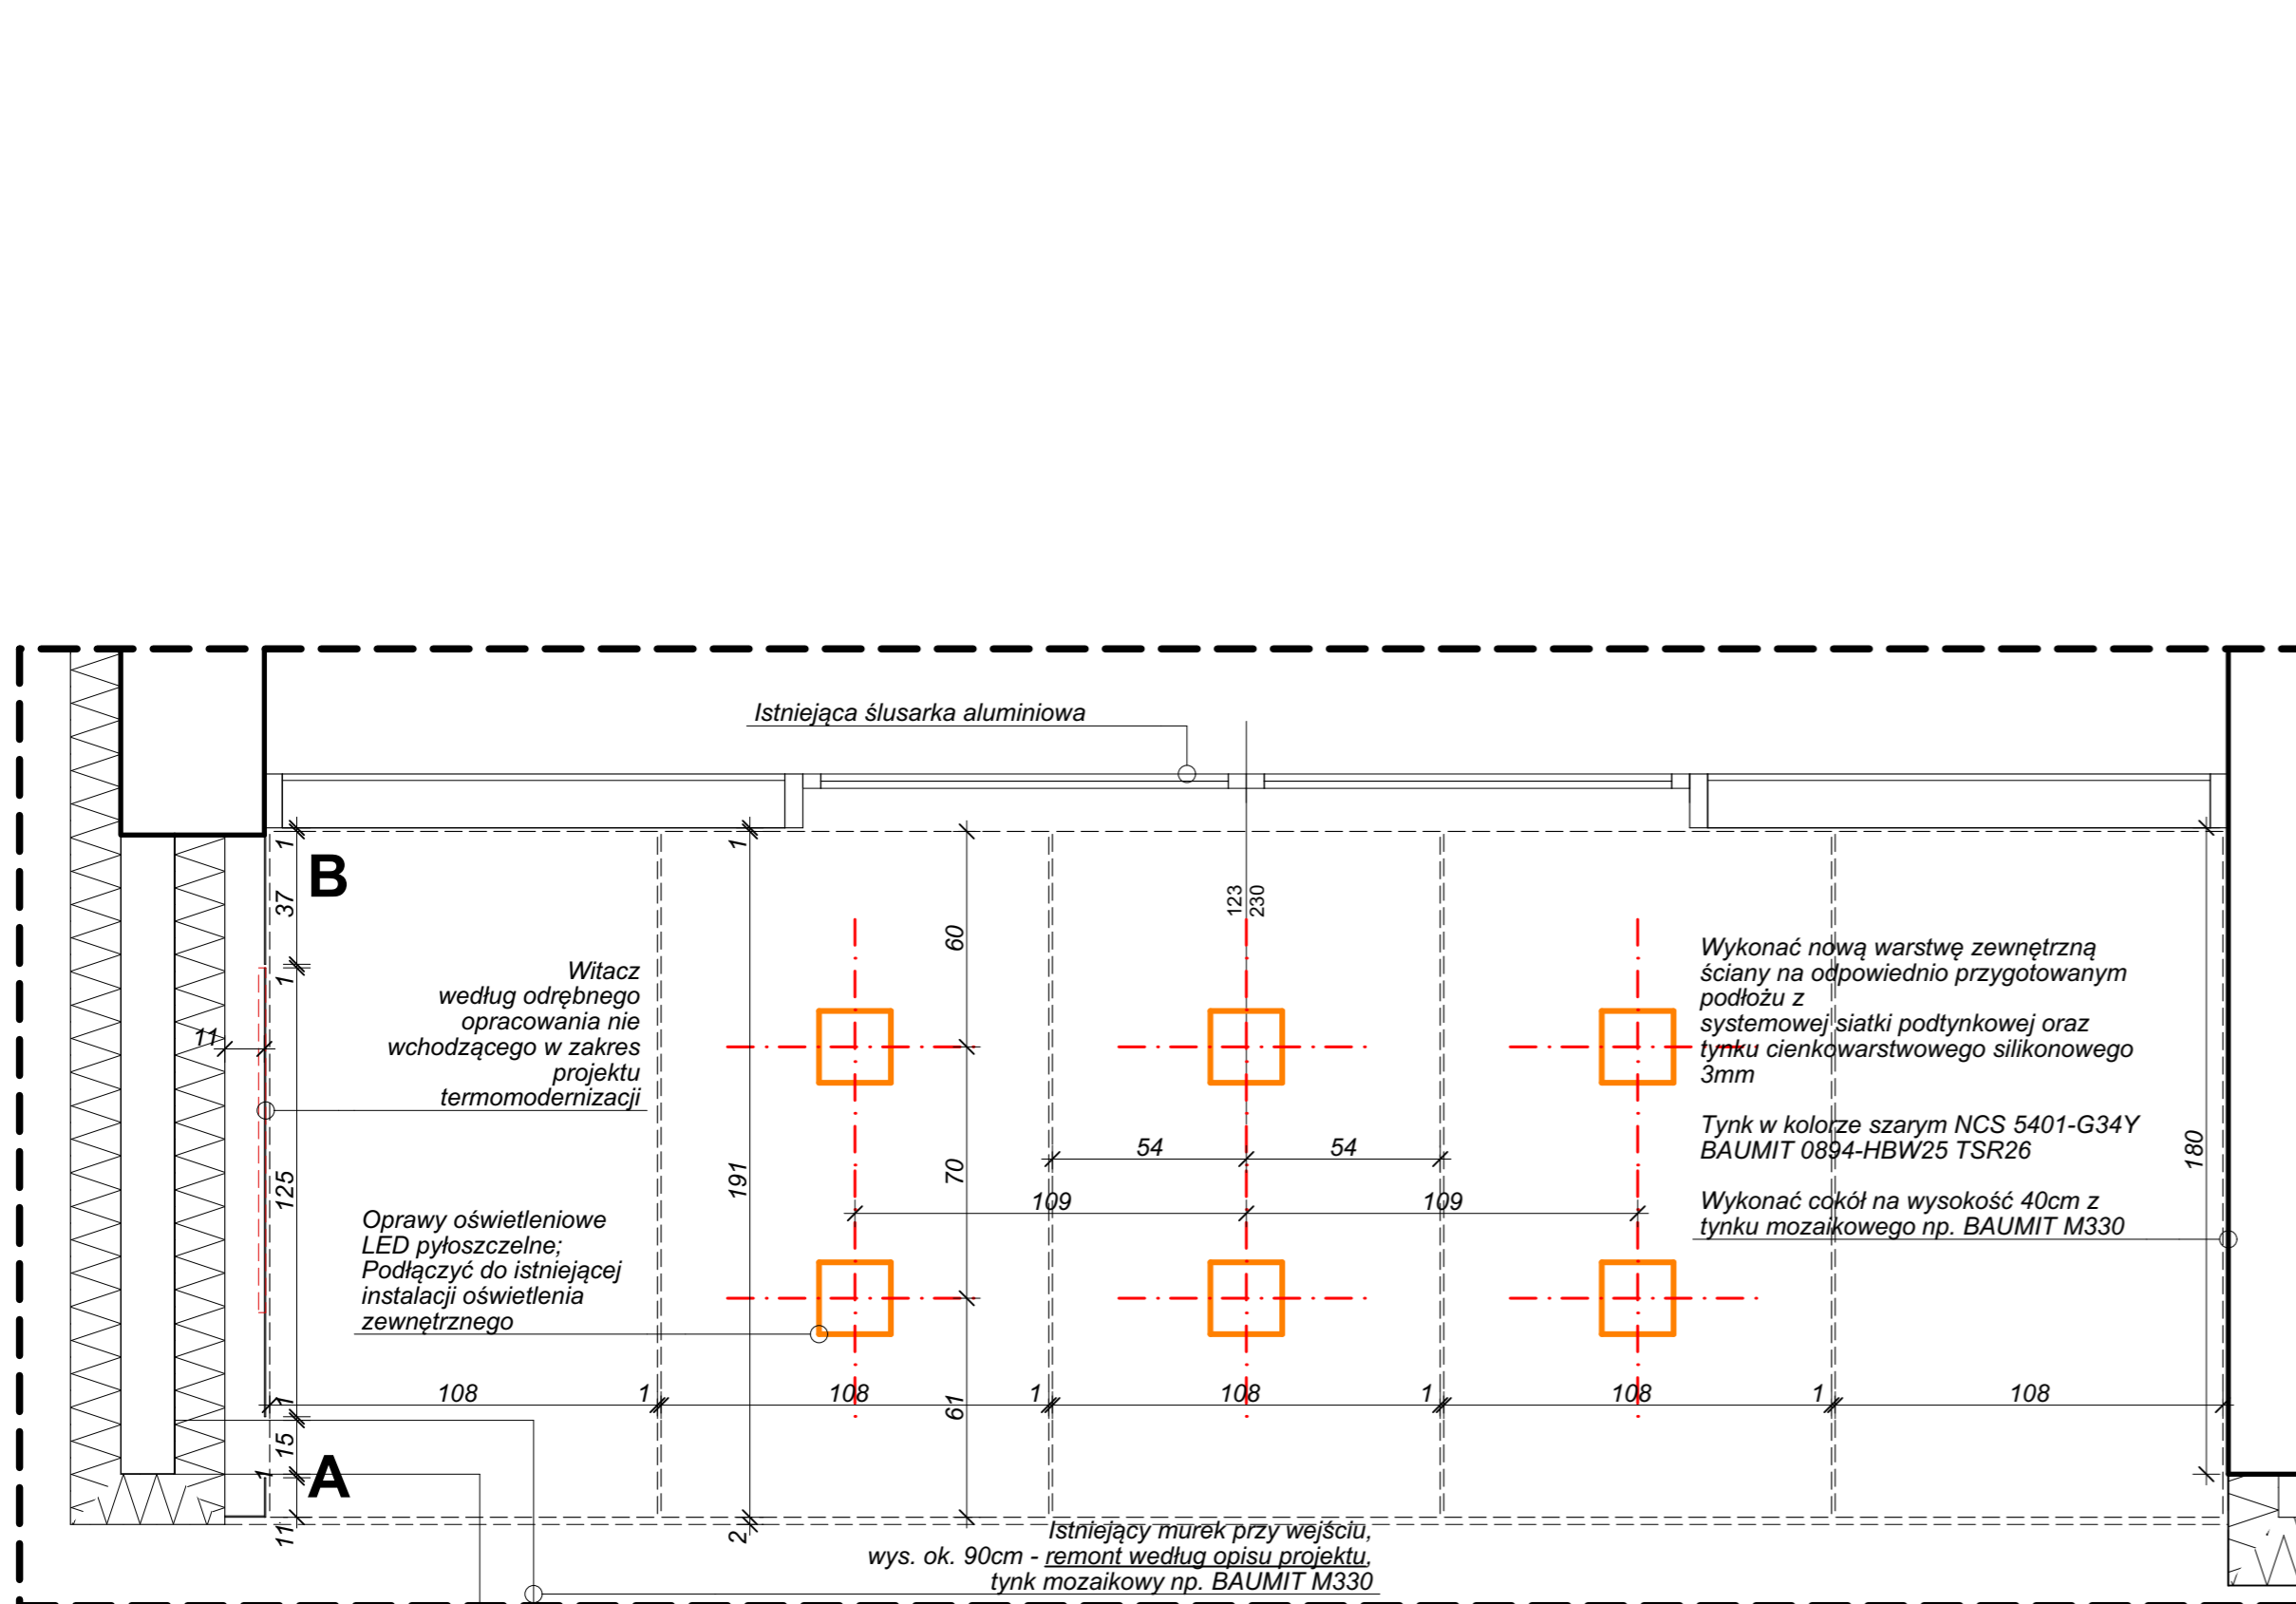 Istniejąca ślusarka aluminiowa
1
B
1
37
1
123
230
60
Witacz
według odrębnego
opracowania nie
wchodzącego w zakres
projektu
termomodernizacji
11
Wykonać nową warstwę zewnętrzną
ściany na odpowiednio przygotowanym
podłożu z
systemowej siatki podtynkowej oraz
tynku cienkowarstwowego silikonowego
3mm
Tynk w kolorze szarym NCS 5401-G34Y
BAUMIT 0894-HBW25 TSR26
Wykonać cokół na wysokość 40cm z
tynku mozaikowego np. BAUMIT M330
54
54
125
191
70
180
109
109
Oprawy oświetleniowe
LED pyłoszczelne;
Podłączyć do istniejącej
instalacji oświetlenia
zewnętrznego
108
1
108
1
108
1
108
1
108
1
61
15
1
A
11
2
Istniejący murek przy wejściu,
wys. ok. 90cm - remont według opisu projektu,
tynk mozaikowy np. BAUMIT M330